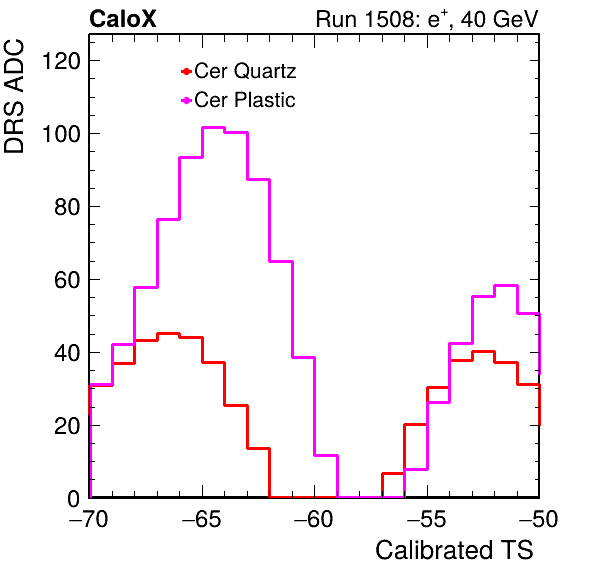 CaloX Run 1508: e⁺, 40 GeV
DRS ADC
Cer Quartz
Cer Plastic
120
100
80
60
40
20
0
−70 −65 −60 −55 −50
Calibrated TS